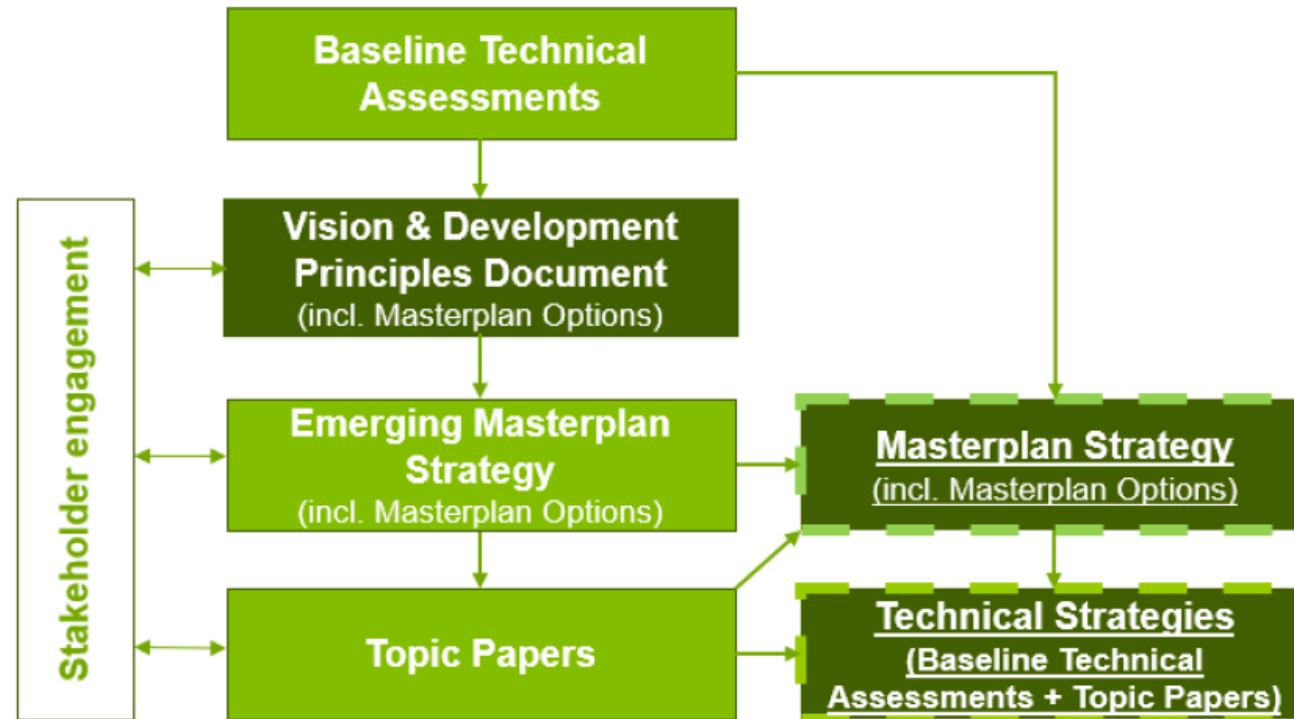 Baseline Technical
Assessments
Stakeholder engagement
Vision & Development
Principles Document
(incl. Masterplan Options)
Emerging Masterplan
Strategy
(incl. Masterplan Options)
Masterplan Strategy
(incl. Masterplan Options)
Topic Papers
Technical Strategies
(Baseline Technical
Assessments + Topic Papers)